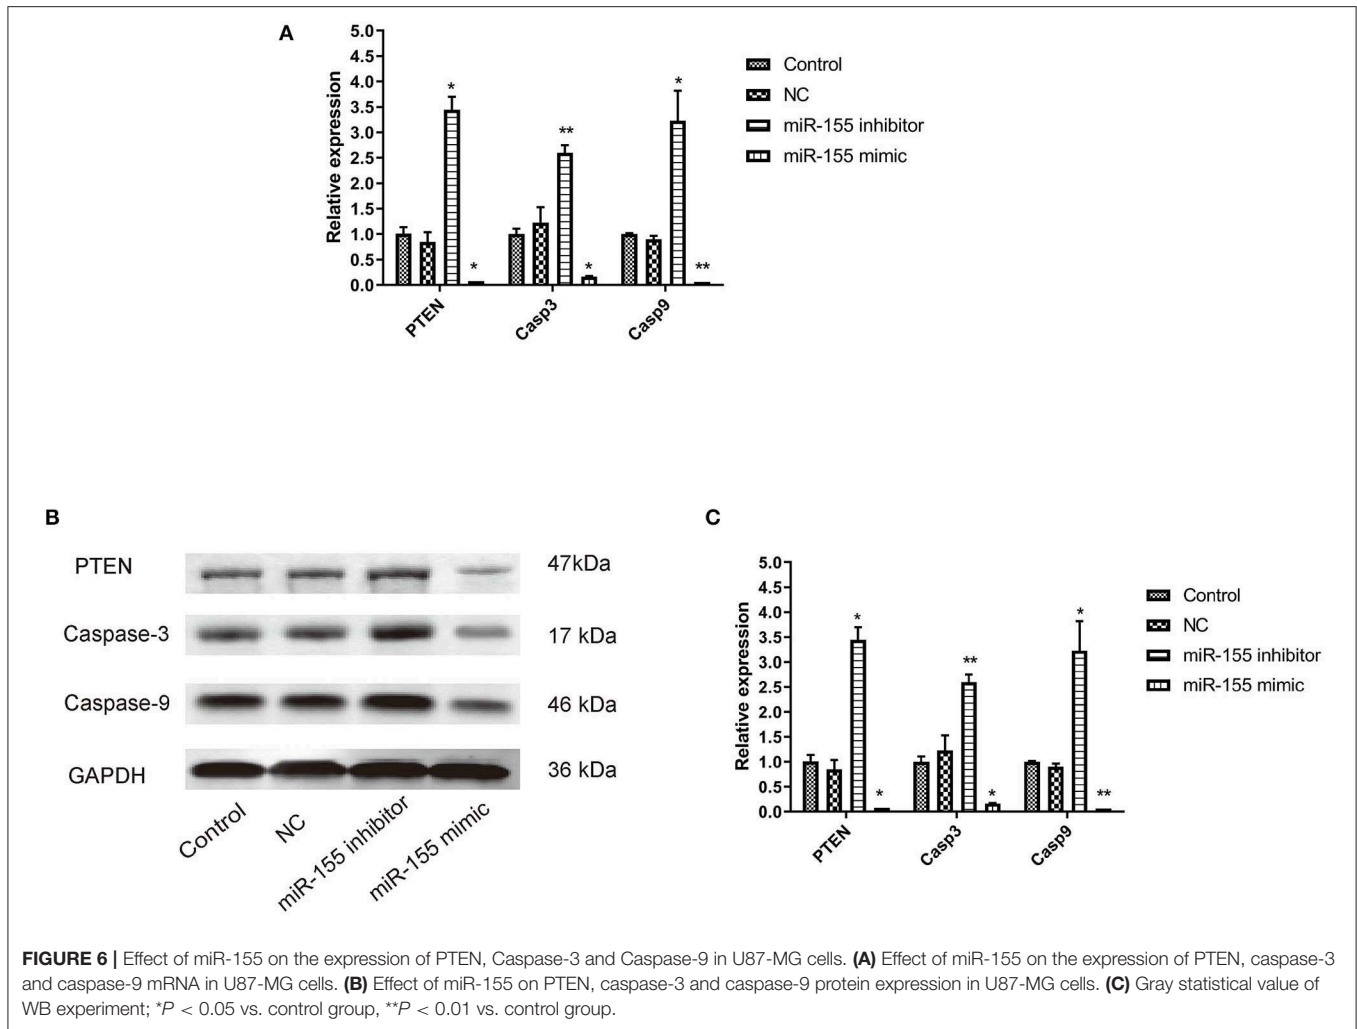 A
5.0
4.5
4.0
3.5
3.0
2.5
2.0
1.5
1.0
0.5
0.0
Relative expression
*
*
**
*
*
**
PTEN
Casp3
Casp9
Control
NC
miR-155 inhibitor
miR-155 mimic
B
PTEN 47kDa
Caspase-3 17 kDa
Caspase-9 46 kDa
GAPDH 36 kDa
Control
NC
miR-155 inhibitor
miR-155 mimic
C
5.0
4.5
4.0
3.5
3.0
2.5
2.0
1.5
1.0
0.5
0.0
Relative expression
*
*
**
*
*
**
PTEN
Casp3
Casp9
Control
NC
miR-155 inhibitor
miR-155 mimic
FIGURE 6 | Effect of miR-155 on the expression of PTEN, Caspase-3 and Caspase-9 in U87-MG cells. (A) Effect of miR-155 on the expression of PTEN, caspase-3
and caspase-9 mRNA in U87-MG cells. (B) Effect of miR-155 on PTEN, caspase-3 and caspase-9 protein expression in U87-MG cells. (C) Gray statistical value of
WB experiment; *P < 0.05 vs. control group, **P < 0.01 vs. control group.